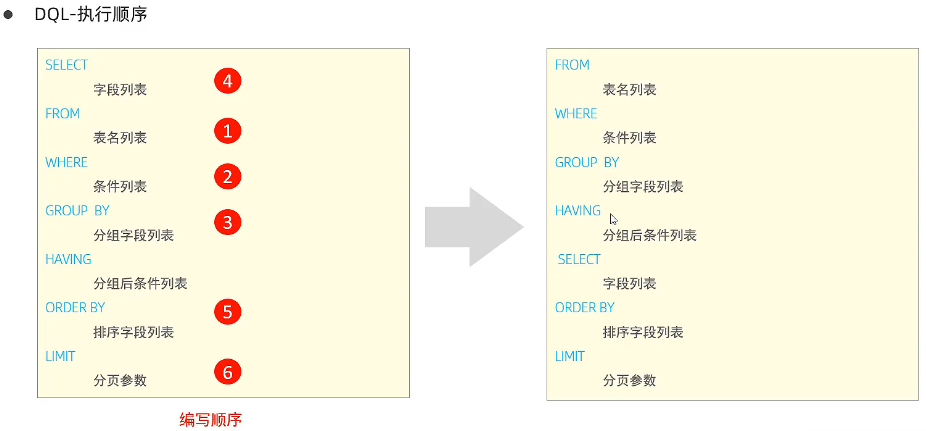 DQL-执行顺序
SELECT
字段列表
4
FROM
表名列表
1
WHERE
条件列表
2
GROUP BY
分组字段列表
3
HAVING
分组后条件列表
ORDER BY
排序字段列表
5
LIMIT
分页参数
6
编写顺序
FROM
表名列表
WHERE
条件列表
GROUP BY
分组字段列表
HAVING
分组后条件列表
SELECT
字段列表
ORDER BY
排序字段列表
LIMIT
分页参数